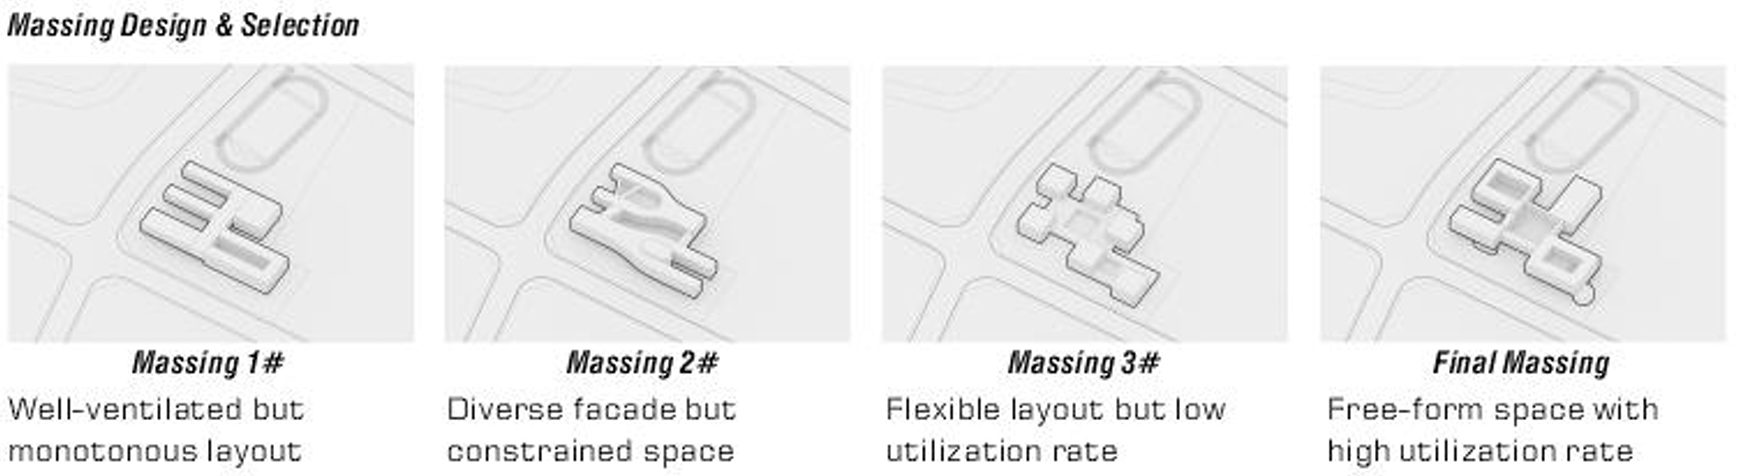 Massing Design & Selection
Massing 1#
Well-ventilated but
monotonous layout
Massing 2#
Diverse facade but
constrained space
Massing 3#
Flexible layout but low
utilization rate
Final Massing
Free-form space with
high utilization rate